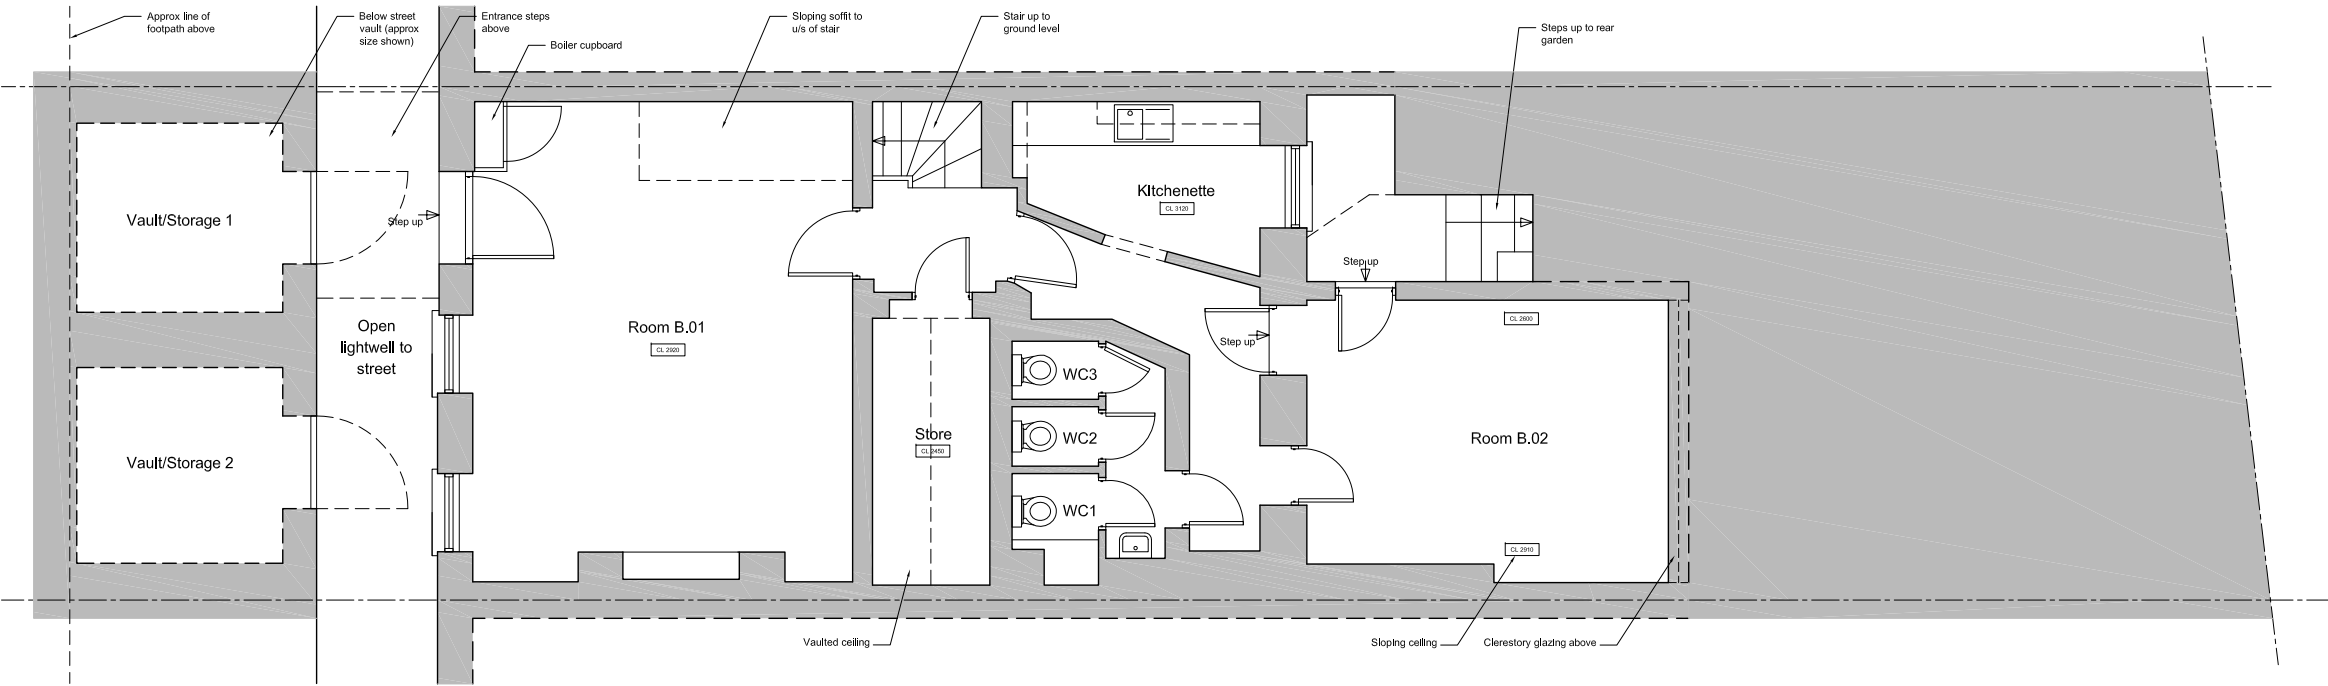 Approx line of
footpath above
Below street
vault (approx
size shown)
Entrance steps
above
Boiler cupboard
Sloping soffit to
u/s of stair
Stair up to
ground level
Steps up to rear
garden
Vault/Storage 1
Step up
Kitchenette
CL 3120
Step up
Open
lightwell to
street
Room B.01
CL 2920
Step up
CL 2600
WC3
WC2
WC1
Store
CL 2450
Room B.02
Vault/Storage 2
CL 2910
Vaulted ceiling
Sloping ceiling
Clerestory glazing above